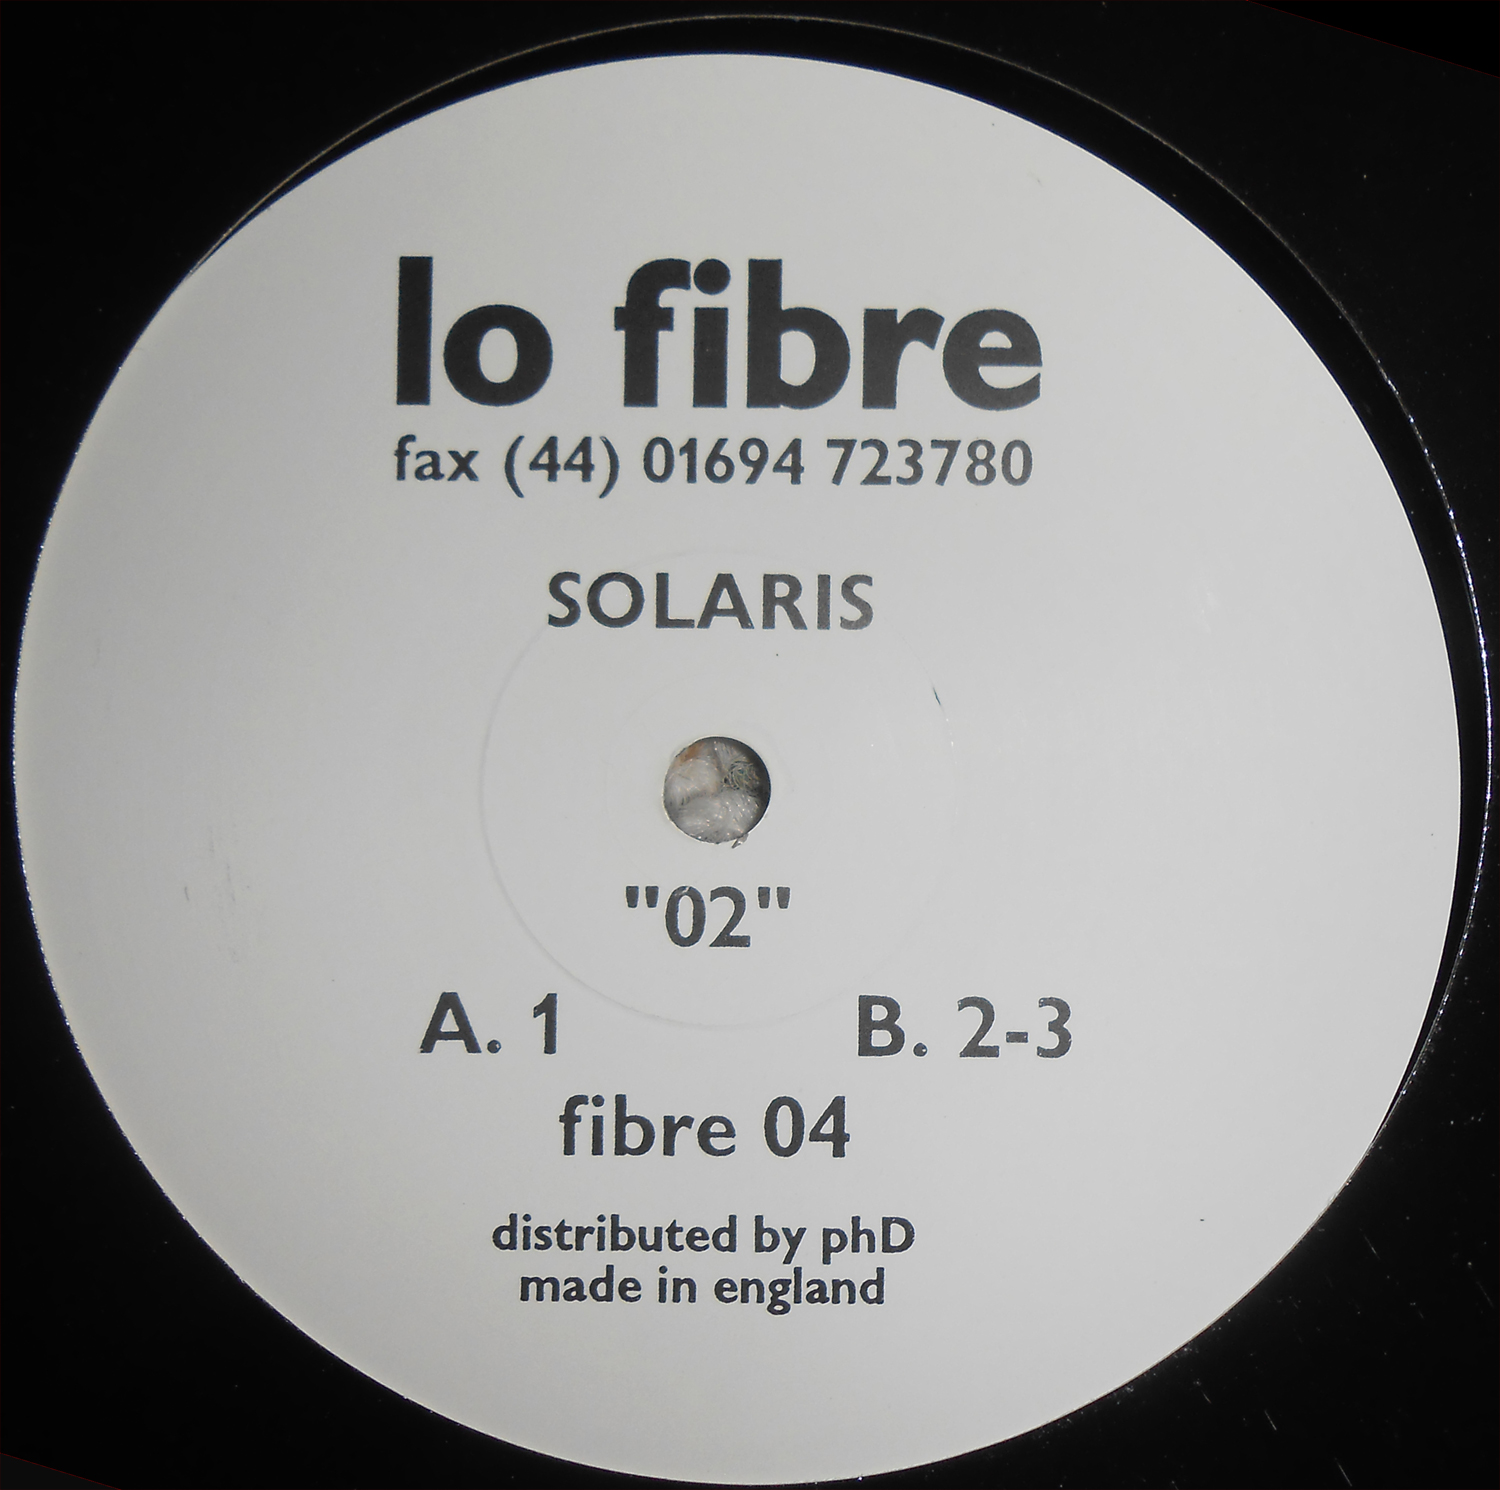 lo fibre
fax (44) 01694 723780
SOLARIS
"02"
A. 1 B. 2-3
fibre 04
distributed by phD
made in england